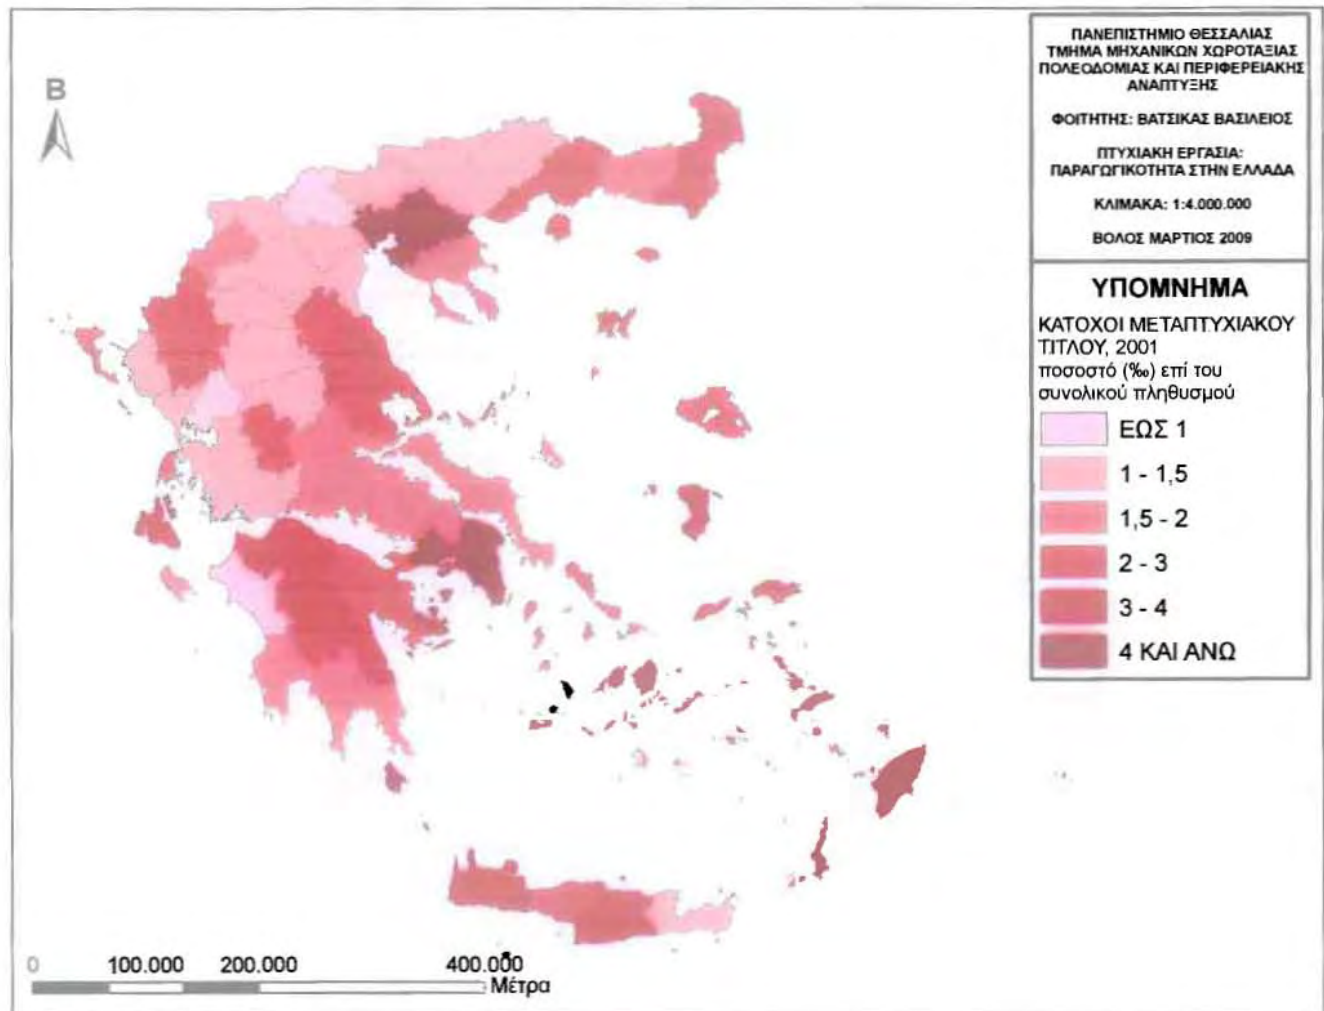 ΠΑΝΕΠΙΣΤΗΜΙΟ ΘΕΣΣΑΛΙΑΣ
ΤΜΗΜΑ ΜΗΧΑΝΙΚΩΝ ΧΩΡΟΤΑΞΙΑΣ
ΠΟΛΕΟΔΟΜΙΑΣ ΚΑΙ ΠΕΡΙΦΕΡΕΙΑΚΗΣ
ΑΝΑΠΤΥΞΗΣ
ΦΟΙΤΗΤΗΣ: ΒΑΤΣΙΚΑΣ ΒΑΣΙΛΕΙΟΣ
ΠΤΥΧΙΑΚΗ ΕΡΓΑΣΙΑ:
ΠΑΡΑΓΩΓΙΚΟΤΗΤΑ ΣΤΗΝ ΕΛΛΑΔΑ
ΚΛΙΜΑΚΑ: 1:4.000.000
ΒΟΛΟΣ ΜΑΡΤΙΟΣ 2009
Β
ΥΠΟΜΝΗΜΑ
ΚΑΤΟΧΟΙ ΜΕΤΑΠΤΥΧΙΑΚΟΥ
ΤΙΤΛΟΥ, 2001
ποσοστό (‰) επί του
συνολικού πληθυσμού
ΕΩΣ 1
1 - 1,5
1,5 - 2
2 - 3
3 - 4
4 ΚΑΙ ΑΝΩ
0 100.000 200.000 400.000
Μέτρα